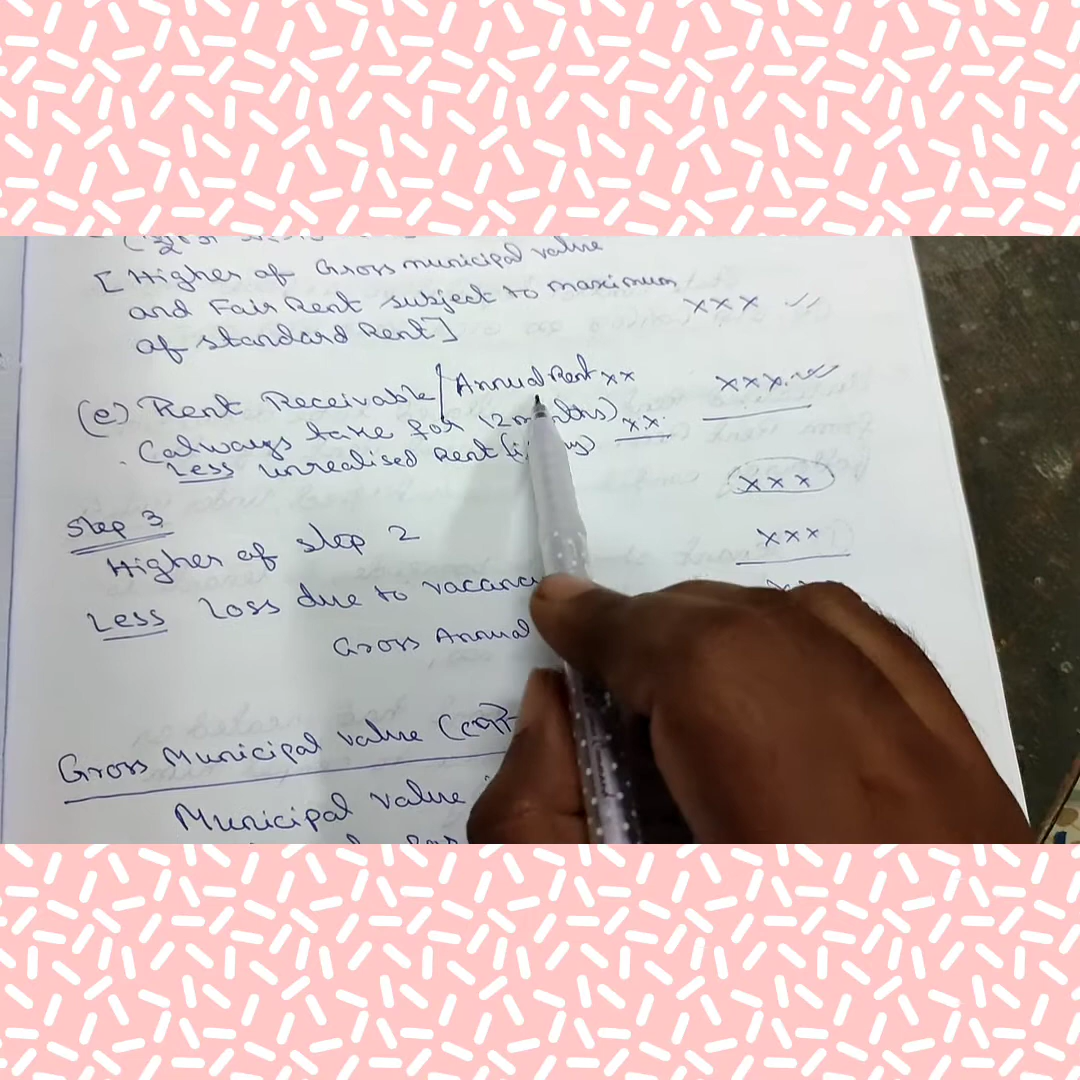 [Higher of Gross municipal value
and Fair Rent subject to maximum
of standard Rent] xxx
(e) Rent Receivable / Annual Rent xx xxx
(always take for 12 months) xx
Less unrealised Rent xxx
Step 3
Higher of step 2 xxx
Less Loss due to
Gross Annual
Gross Municipal value
Municipal value